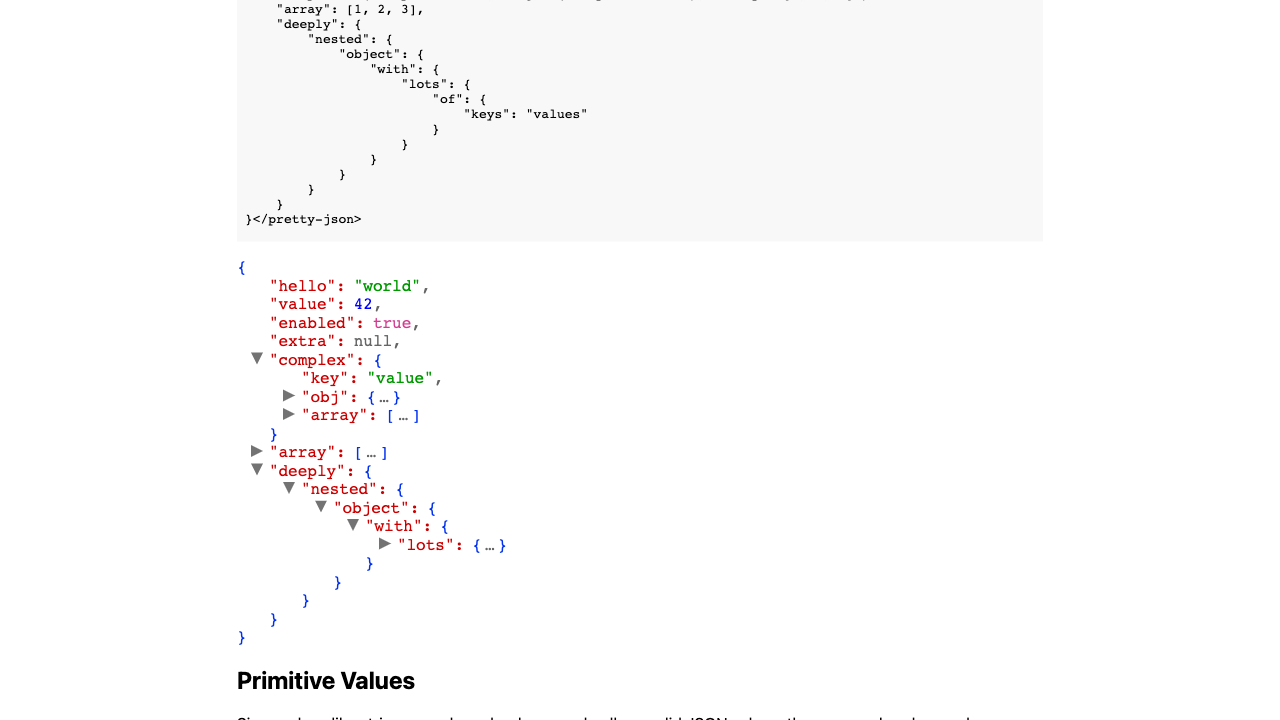 "array": [1, 2, 3],
"deeply": {
"nested": {
"object": {
"with": {
"lots": {
"of": {
"keys": "values"
}
}
}
}
}
}
}</pretty-json>
{
"hello": "world",
"value": 42,
"enabled": true,
"extra": null,
▼ "complex": {
"key": "value",
▶ "obj": {…}
▶ "array": […]
}
▶ "array": […]
▼ "deeply": {
▼ "nested": {
▼ "object": {
▼ "with": {
▶ "lots": {…}
}
}
}
}
}
Primitive Values